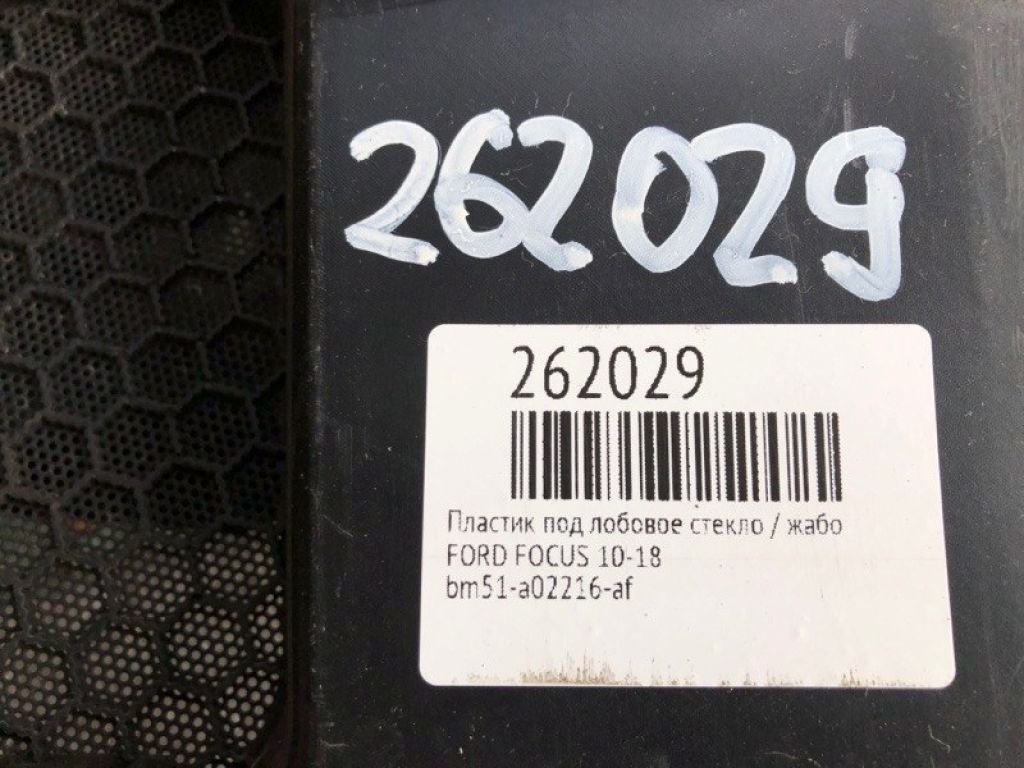 262029
262029
Пластик под лобовое стекло / жабо
FORD FOCUS 10-18
bm51-a02216-af